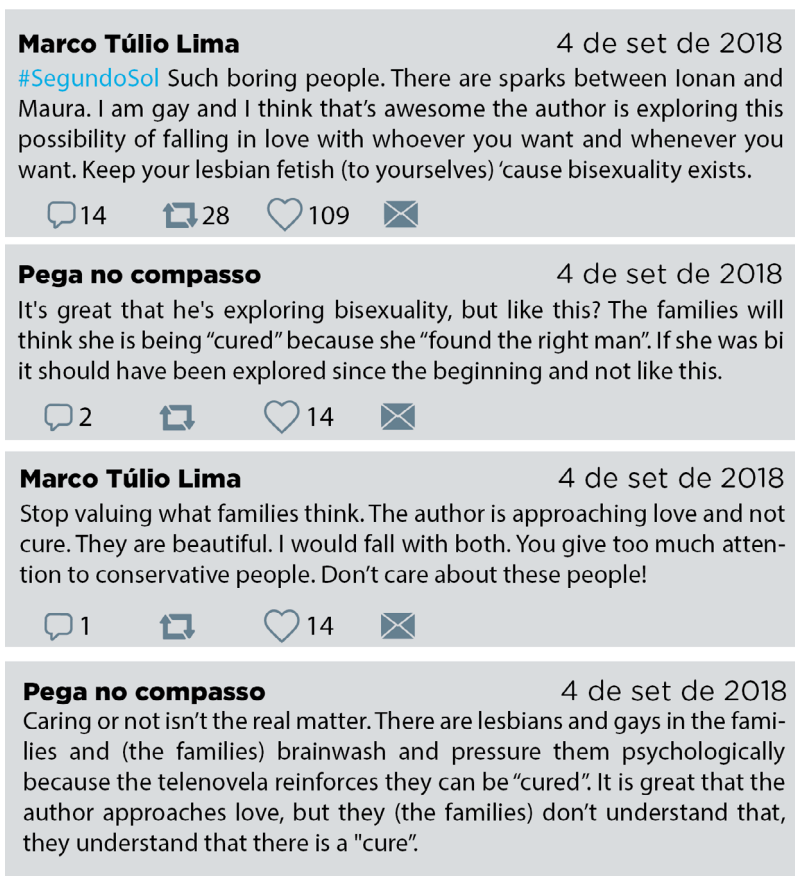 Marco Túlio Lima 4 de set de 2018
#SegundoSol Such boring people. There are sparks between Ionan and
Maura. I am gay and I think that’s awesome the author is exploring this
possibility of falling in love with whoever you want and whenever you
want. Keep your lesbian fetish (to yourselves) ‘cause bisexuality exists.
14 28 109
Pega no compasso 4 de set de 2018
It's great that he's exploring bisexuality, but like this? The families will
think she is being “cured” because she “found the right man”. If she was bi
it should have been explored since the beginning and not like this.
2 14
Marco Túlio Lima 4 de set de 2018
Stop valuing what families think. The author is approaching love and not
cure. They are beautiful. I would fall with both. You give too much atten-
tion to conservative people. Don’t care about these people!
1 14
Pega no compasso 4 de set de 2018
Caring or not isn’t the real matter. There are lesbians and gays in the fami-
lies and (the families) brainwash and pressure them psychologically
because the telenovela reinforces they can be “cured”. It is great that the
author approaches love, but they (the families) don’t understand that,
they understand that there is a "cure”.